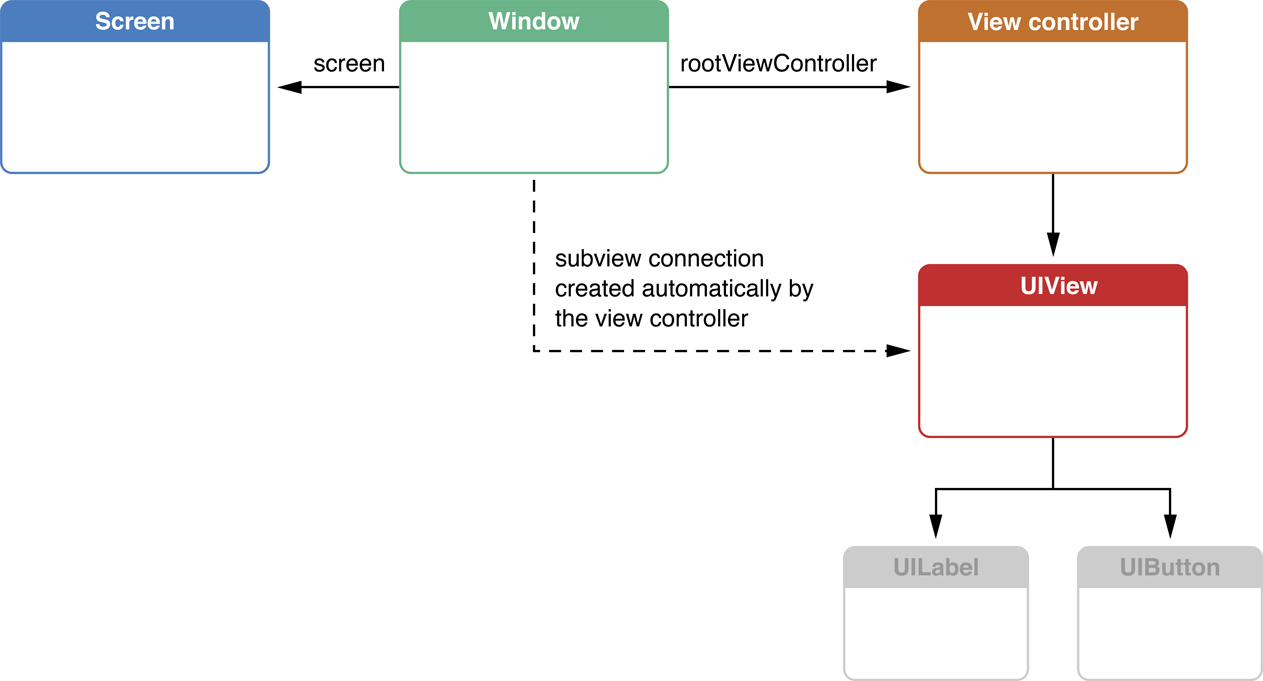 Screen
Window
View controller
screen
rootViewController
subview connection
created automatically by
the view controller
UIView
UILabel
UIButton